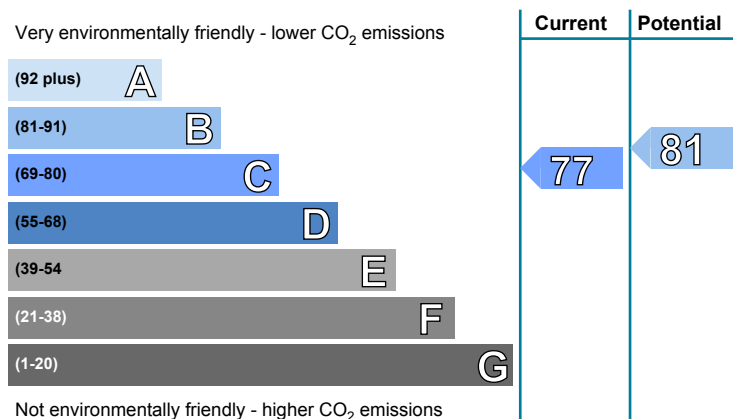 Very environmentally friendly - lower CO2 emissions
Current Potential
(92 plus) A
(81-91) B
(69-80) C
(55-68) D
(39-54 E
(21-38) F
(1-20) G
77
81
Not environmentally friendly - higher CO2 emissions